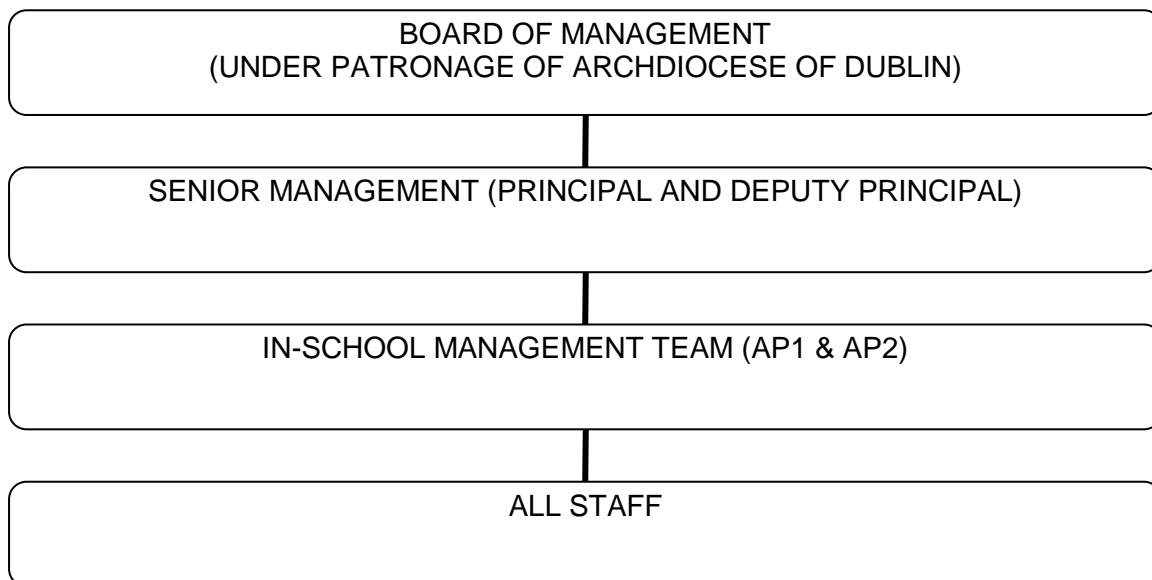 BOARD OF MANAGEMENT
(UNDER PATRONAGE OF ARCHDIOCESE OF DUBLIN)
SENIOR MANAGEMENT (PRINCIPAL AND DEPUTY PRINCIPAL)
IN-SCHOOL MANAGEMENT TEAM (AP1 & AP2)
ALL STAFF